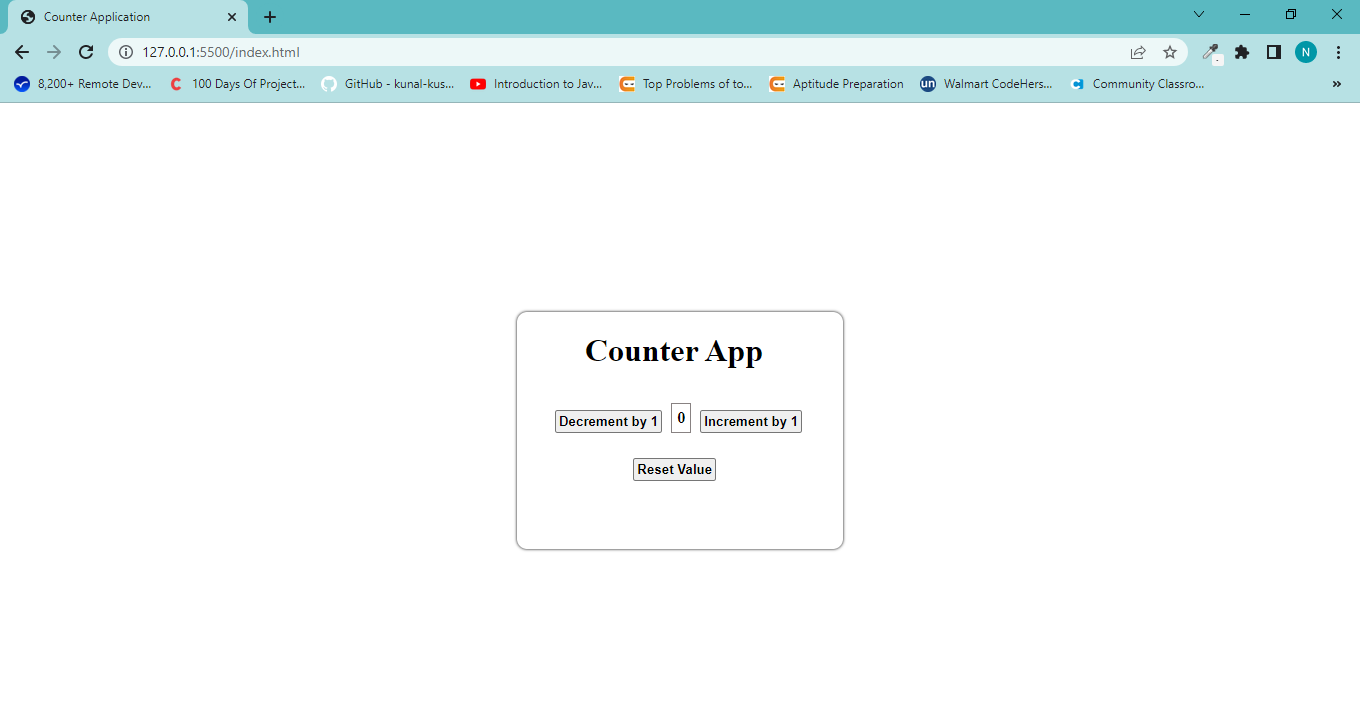 Counter Application
127.0.0.1:5500/index.html
N
8,200+ Remote Dev... 100 Days Of Project... GitHub - kunal-kus... Introduction to Jav... Top Problems of to... Aptitude Preparation un Walmart CodeHers... Community Classro... »
Counter App
Decrement by 1 0 Increment by 1
Reset Value